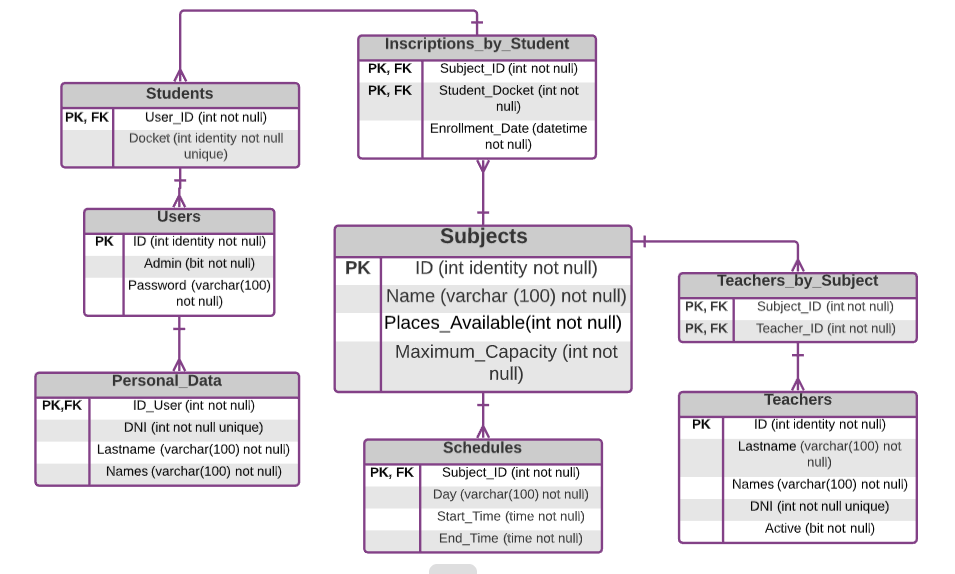 Inscriptions_by_Student
PK, FK Subject_ID (int not null)
PK, FK Student_Docket (int not
null)
Enrollment_Date (datetime
not null)
Students
PK, FK User_ID (int not null)
Docket (int identity not null
unique)
Users
PK ID (int identity not null)
Admin (bit not null)
Password (varchar(100)
not null)
Personal_Data
PK,FK ID_User (int not null)
DNI (int not null unique)
Lastname (varchar(100) not null)
Names (varchar(100) not null)
Subjects
PK ID (int identity not null)
Name (varchar (100) not null)
Places_Available(int not null)
Maximum_Capacity (int not
null)
Schedules
PK, FK Subject_ID (int not null)
Day (varchar(100) not null)
Start_Time (time not null)
End_Time (time not null)
Teachers_by_Subject
PK, FK Subject_ID (int not null)
PK, FK Teacher_ID (int not null)
Teachers
PK ID (int identity not null)
Lastname (varchar(100) not
null)
Names (varchar(100) not null)
DNI (int not null unique)
Active (bit not null)